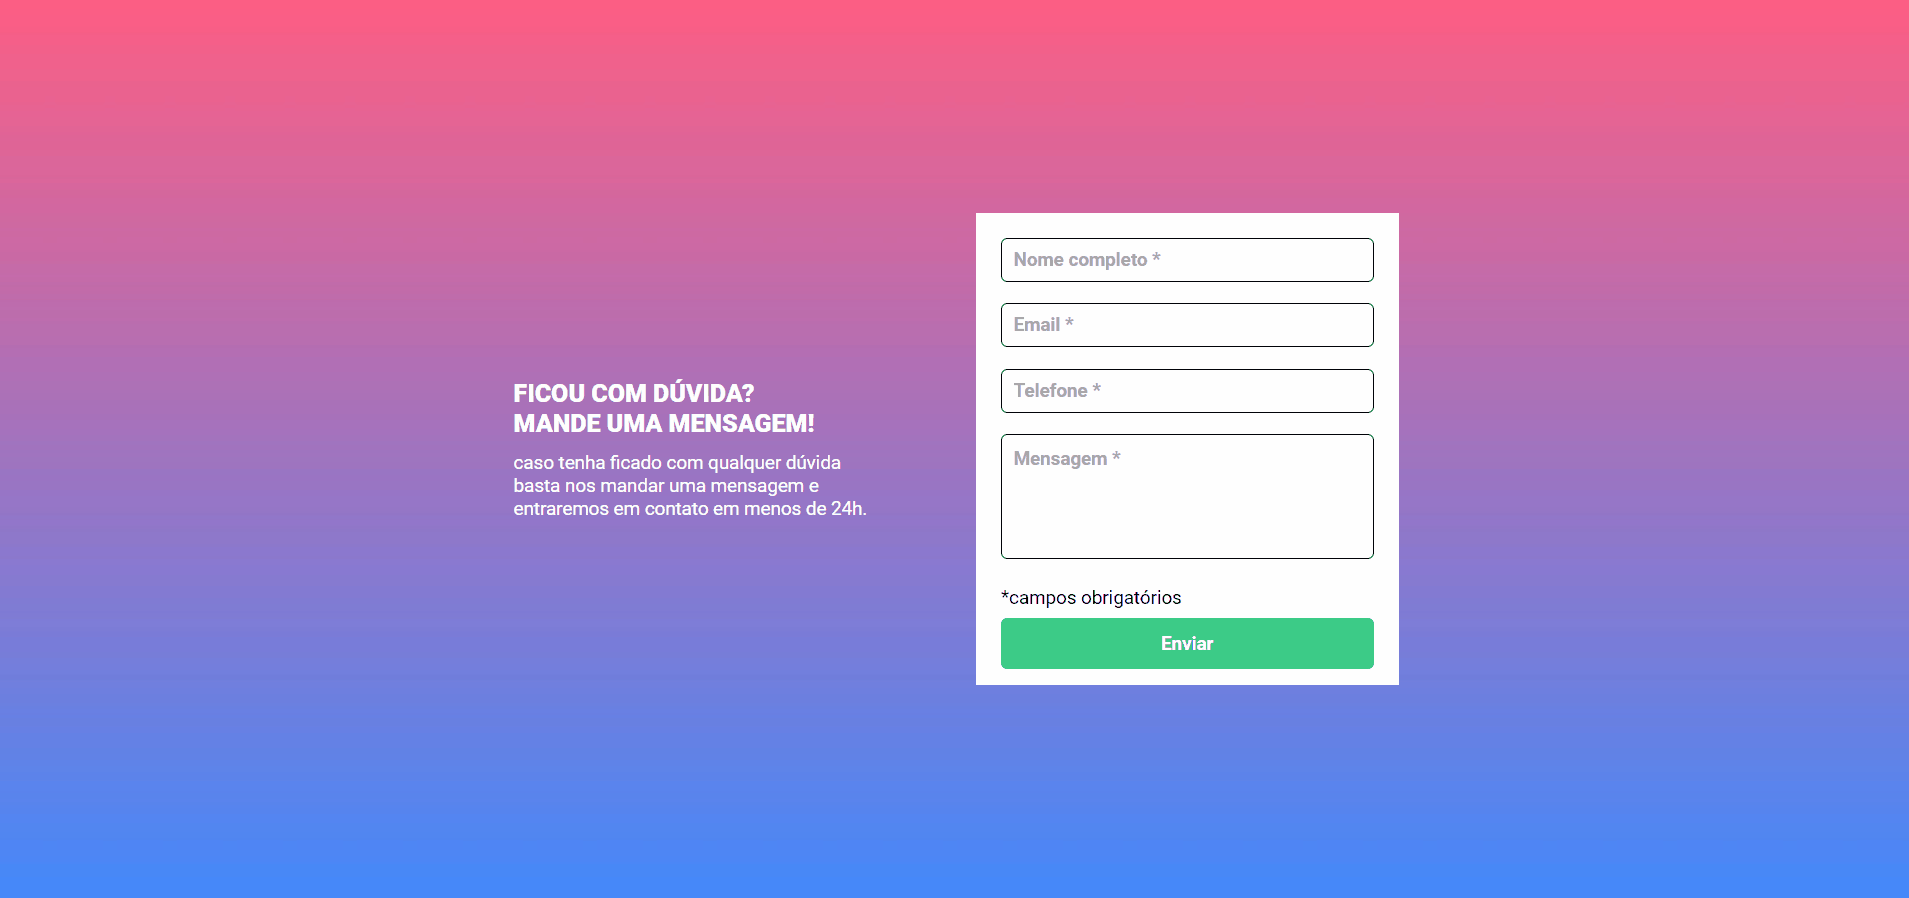 FICOU COM DÚVIDA?
MANDE UMA MENSAGEM!
caso tenha ficado com qualquer dúvida
basta nos mandar uma mensagem e
entraremos em contato em menos de 24h.
Nome completo *
Email *
Telefone *
Mensagem *
*campos obrigatórios
Enviar